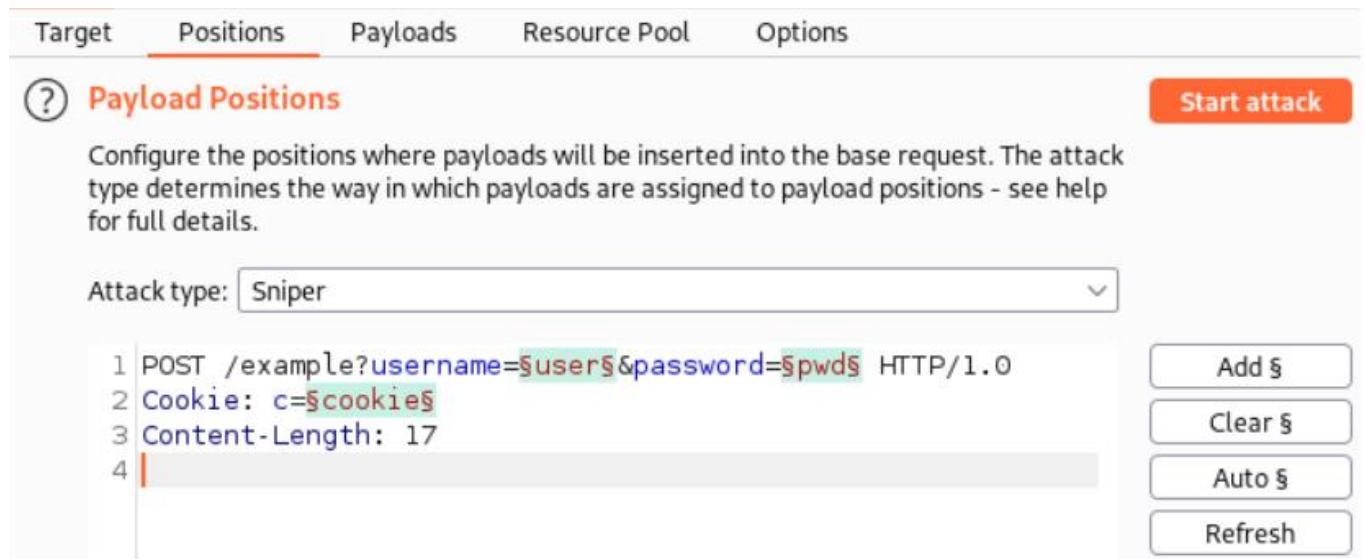 Target Positions Payloads Resource Pool Options
? Payload Positions
Start attack
Configure the positions where payloads will be inserted into the base request. The attack
type determines the way in which payloads are assigned to payload positions - see help
for full details.
Attack type: Sniper
1 POST /example?username=§user§&password=§pwd§ HTTP/1.0
2 Cookie: c=§cookie§
3 Content-Length: 17
4
Add §
Clear §
Auto §
Refresh